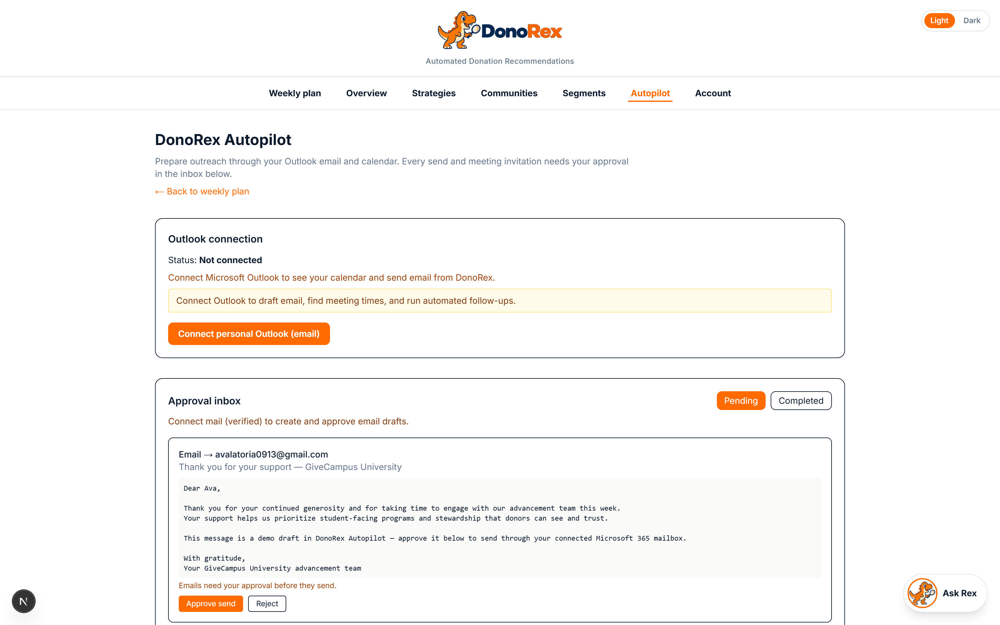 DonoRex
Automated Donation Recommendations
Light Dark
Weekly plan Overview Strategies Communities Segments Autopilot Account
DonoRex Autopilot
Prepare outreach through your Outlook email and calendar. Every send and meeting invitation needs your approval
in the inbox below.
← Back to weekly plan
Outlook connection
Status: Not connected
Connect Microsoft Outlook to see your calendar and send email from DonoRex.
Connect Outlook to draft email, find meeting times, and run automated follow-ups.
Connect personal Outlook (email)
Approval inbox
Pending Completed
Connect mail (verified) to create and approve email drafts.
Email → avalatoria0913@gmail.com
Thank you for your support — GiveCampus University
Dear Ava,
Thank you for your continued generosity and for taking time to engage with our advancement team this week.
Your support helps us prioritize student-facing programs and stewardship that donors can see and trust.
This message is a demo draft in DonoRex Autopilot — approve it below to send through your connected Microsoft 365 mailbox.
With gratitude,
Your GiveCampus University advancement team
Emails need your approval before they send.
Approve send Reject
N
Ask Rex